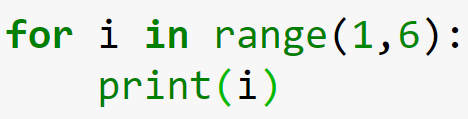 for i in range(1,6):
    print(i)